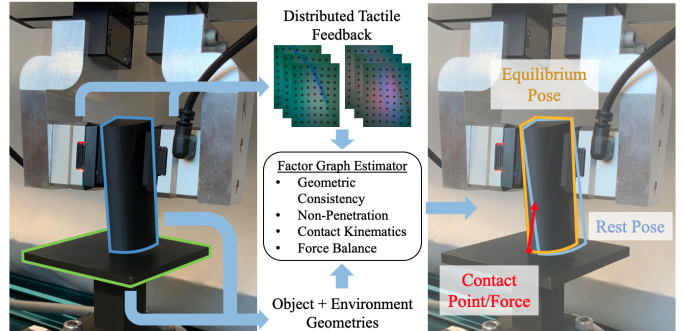 Distributed Tactile
Feedback
Factor Graph Estimator
• Geometric
Consistency
• Non-Penetration
• Contact Kinematics
• Force Balance
Object + Environment
Geometries
Equilibrium
Pose
Rest Pose
Contact
Point/Force